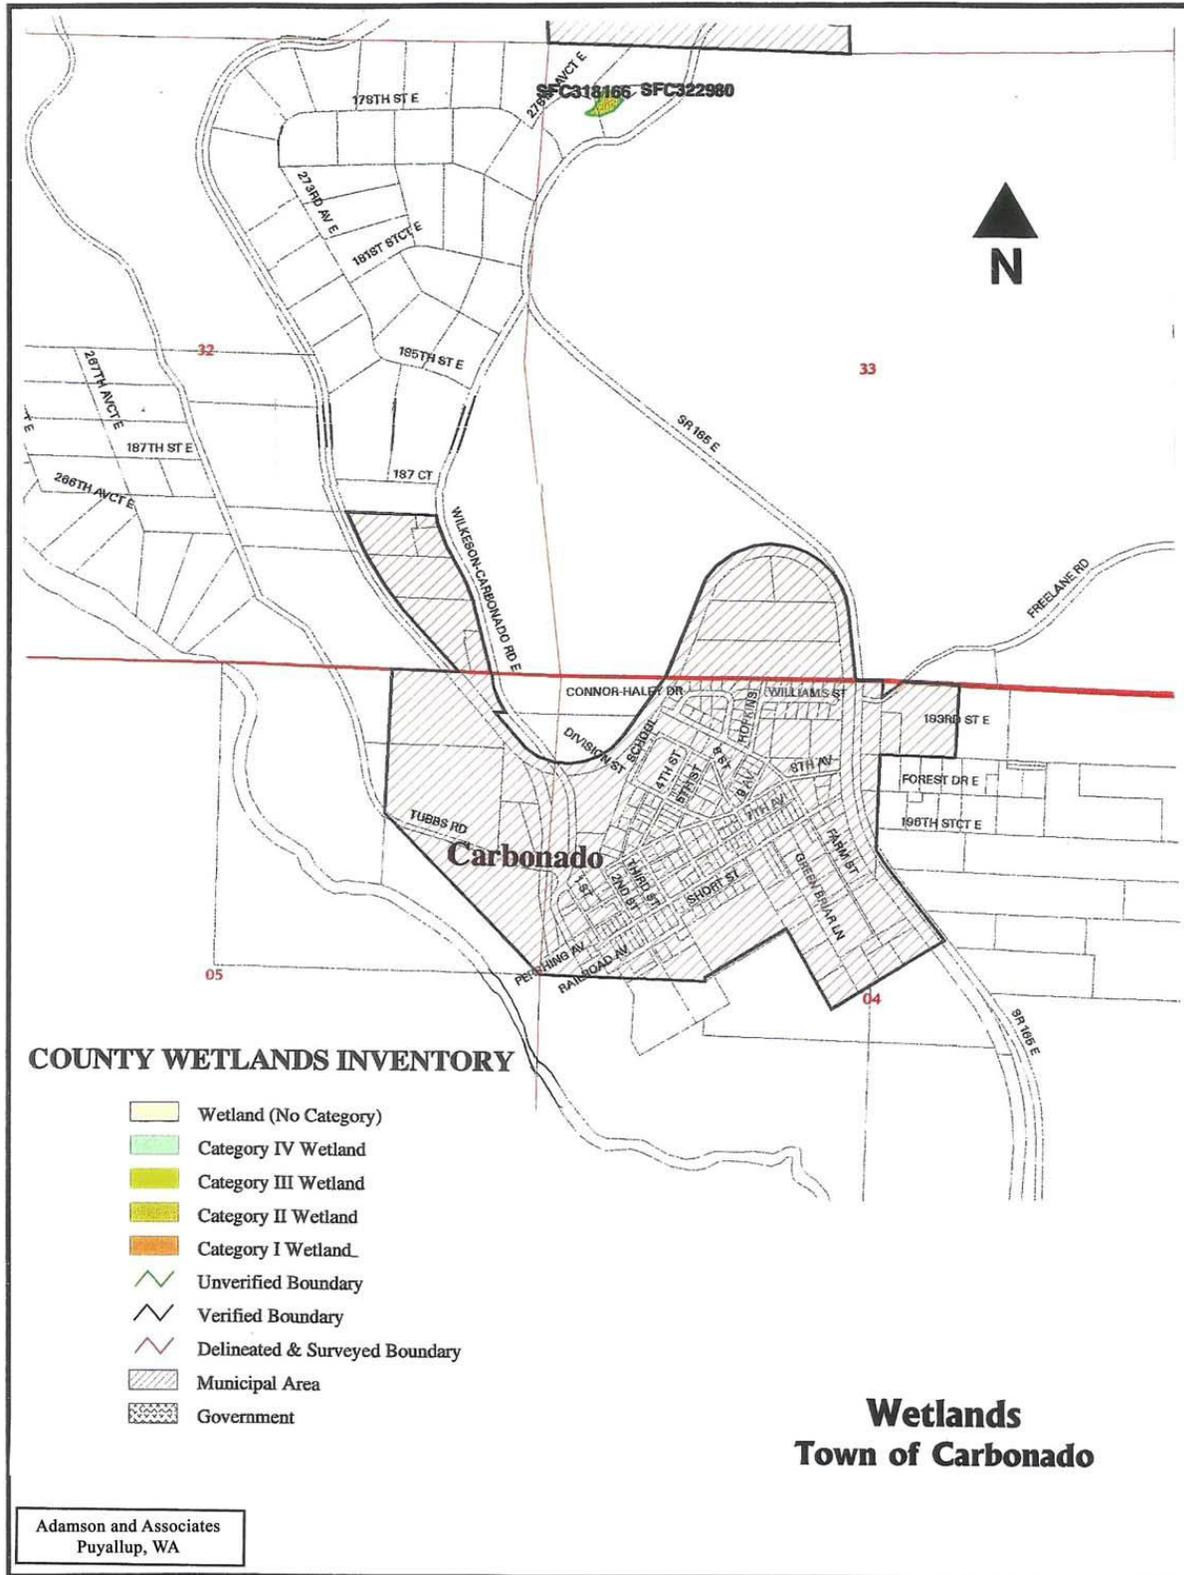 178TH ST E
SFC318166 SFC322980
273RD AV E
181ST STCT E
N
32
185TH ST E
33
267TH AVCT E
SR 165 E
187TH ST E
187 CT
266TH AVCT E
WILKESON-CARBONADO RD E
FREELANE RD
CONNOR-HALEY DR
WILLIAMS ST
HOPKINS
193RD ST E
SCHOOL
DIVISION ST
8 ST
4TH ST
5TH ST
9 AV
8TH AV
FOREST DR E
7TH AV
TUBBS RD
196TH STCT E
FARM ST
Carbonado
THIRD ST
2ND ST
1 ST
SHORT ST
GREEN BRIAR LN
PERSHING AV
RAILROAD AV
05
04
SR 165 E
COUNTY WETLANDS INVENTORY
Wetland (No Category)
Category IV Wetland
Category III Wetland
Category II Wetland
Category I Wetland
Unverified Boundary
Verified Boundary
Delineated & Surveyed Boundary
Municipal Area
Government
Wetlands
Town of Carbonado
Adamson and Associates
Puyallup, WA